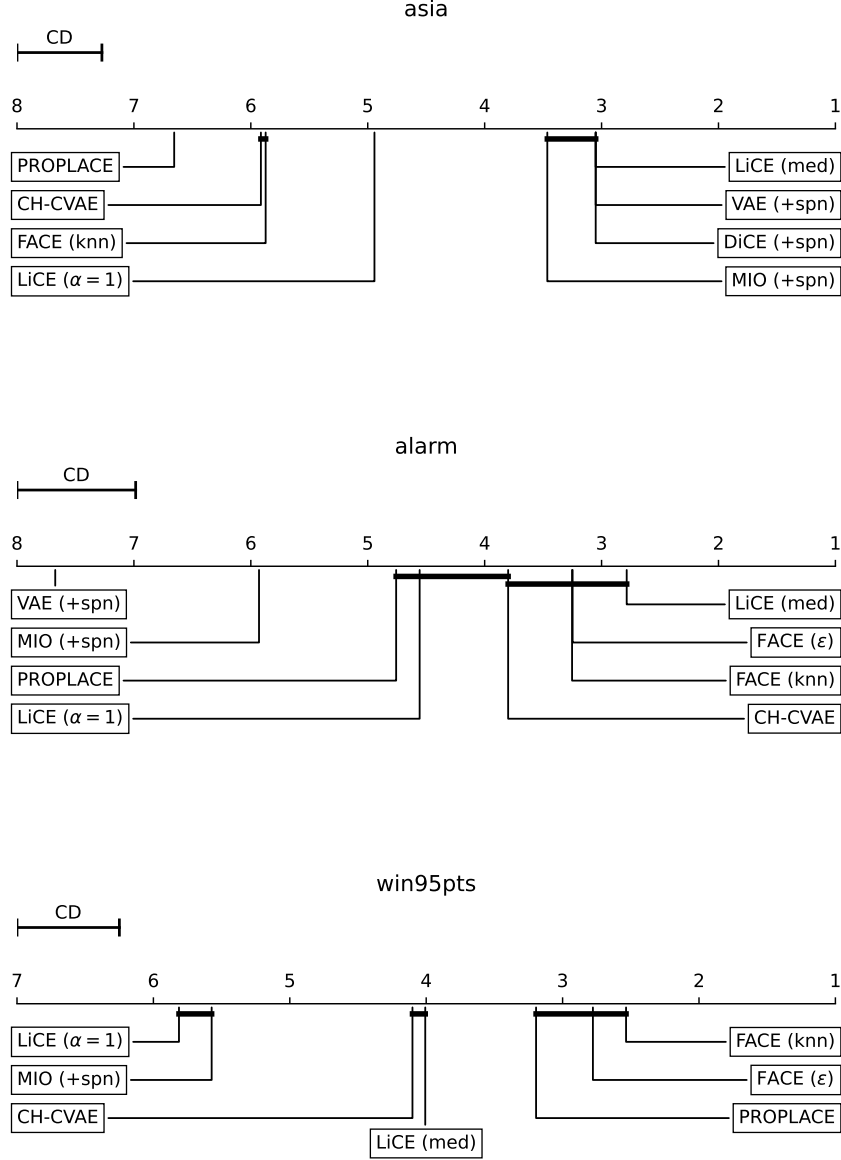 asia
CD
8 7 6 5 4 3 2 1
PROPLACE LiCE (med)
CH-CVAE VAE (+spn)
FACE (knn) DiCE (+spn)
LiCE (α = 1) MIO (+spn)
alarm
CD
8 7 6 5 4 3 2 1
VAE (+spn) LiCE (med)
MIO (+spn) FACE (ε)
PROPLACE FACE (knn)
LiCE (α = 1) CH-CVAE
win95pts
CD
7 6 5 4 3 2 1
LiCE (α = 1) FACE (knn)
MIO (+spn) FACE (ε)
CH-CVAE PROPLACE
LiCE (med)